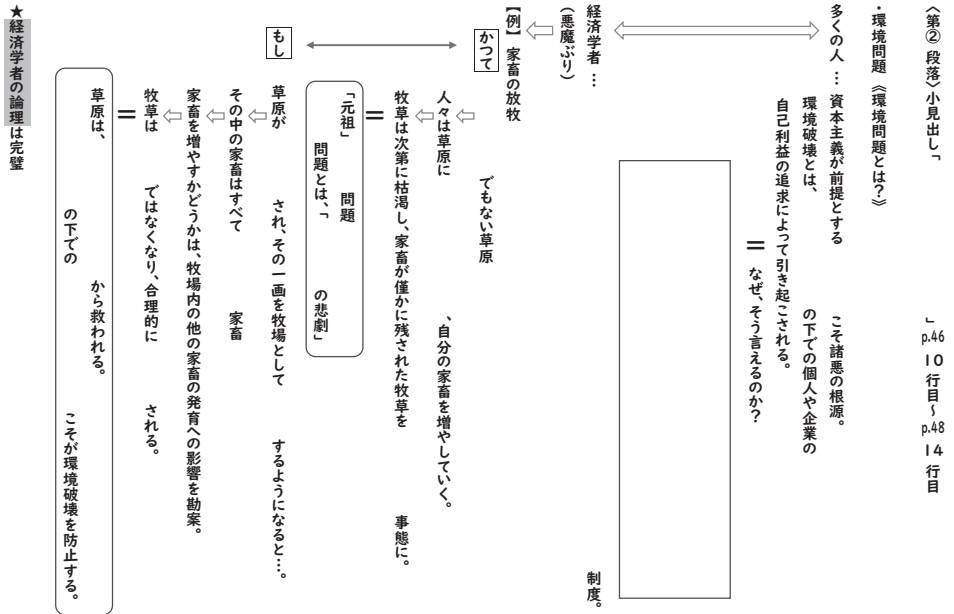 〈第②段落〉小見出し「　　　」p.46 10行目〜p.48 14行目
・環境問題《環境問題とは？》
多くの人 … 資本主義が前提とする　　　こそ諸悪の根源。
環境破壊とは、　　　の下での個人や企業の
自己利益の追求によって引き起こされる。
＝ なぜ、そう言えるのか？
経済学者 …　　　制度。
（悪魔ぶり）
【例】家畜の放牧
かつて　　　でもない草原
人々は草原に　　　、自分の家畜を増やしていく。
牧草は次第に枯渇し、家畜が僅かに残された牧草を　　　事態に。
＝
「元祖」　　　問題
問題とは、「　　　の悲劇」
もし
草原が　　　され、その一画を牧場として　　　するようになると…。
その中の家畜はすべて　　　家畜
家畜を増やすかどうかは、牧場内の他の家畜の発育への影響を勘案。
牧草は　　　ではなくなり、合理的に　　　される。
＝
草原は、　　　の下での　　　から救われる。
こそが環境破壊を防止する。
★経済学者の論理は完璧